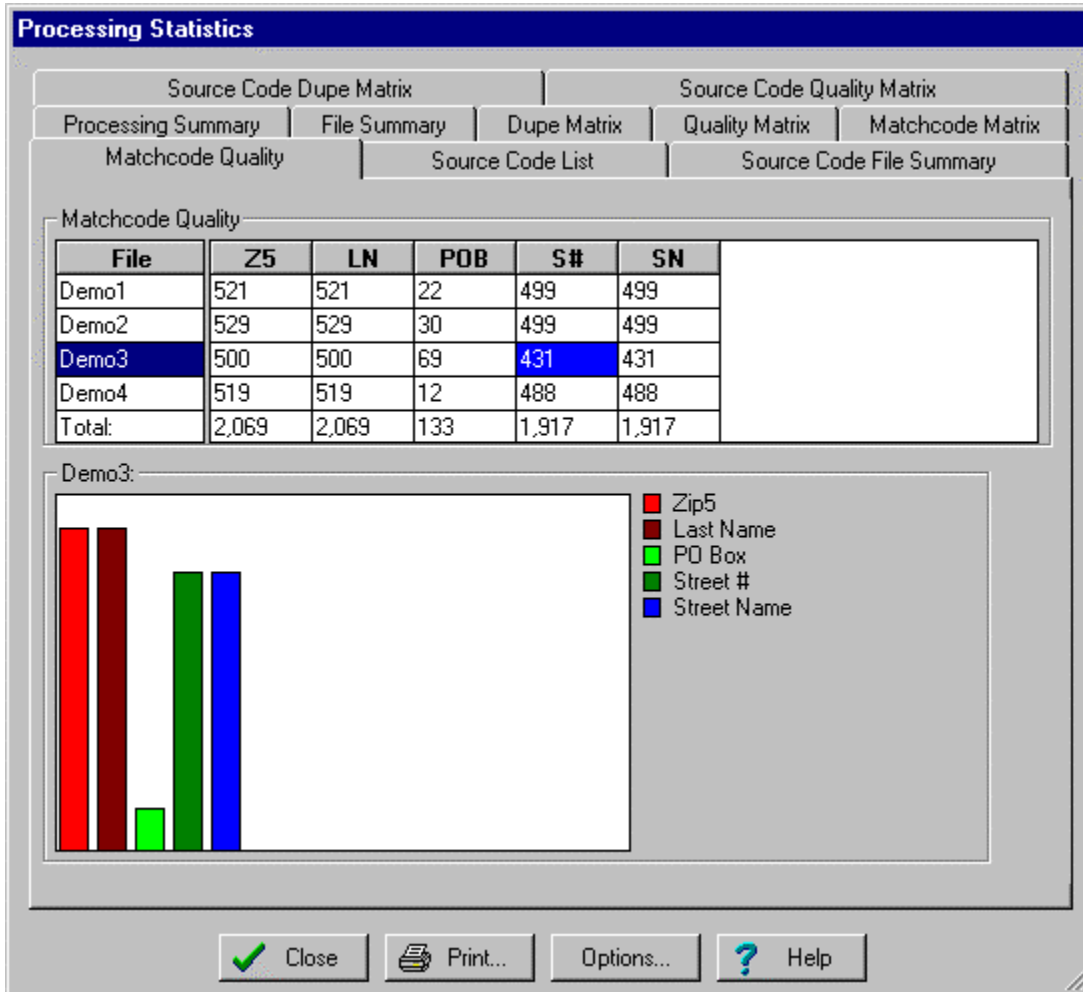 Processing Statistics
Source Code Dupe Matrix Source Code Quality Matrix
Processing Summary File Summary Dupe Matrix Quality Matrix Matchcode Matrix
Matchcode Quality Source Code List Source Code File Summary
Matchcode Quality
File Z5 LN POB S# SN
Demo1 521 521 22 499 499
Demo2 529 529 30 499 499
Demo3 500 500 69 431 431
Demo4 519 519 12 488 488
Total: 2,069 2,069 133 1,917 1,917
Demo3:
Zip5
Last Name
PO Box
Street #
Street Name
Close Print... Options... ? Help